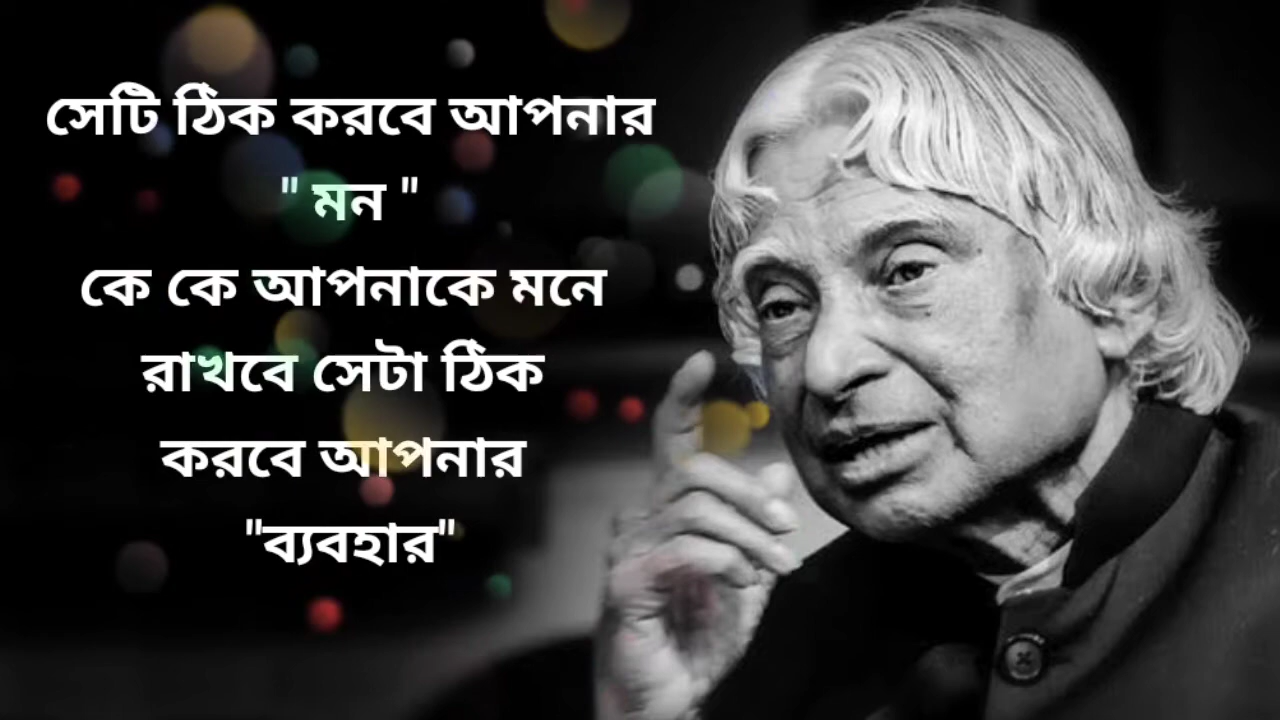 সেটি ঠিক করবে আপনার
" মন "
কে কে আপনাকে মনে
রাখবে সেটা ঠিক
করবে আপনার
"ব্যবহার"